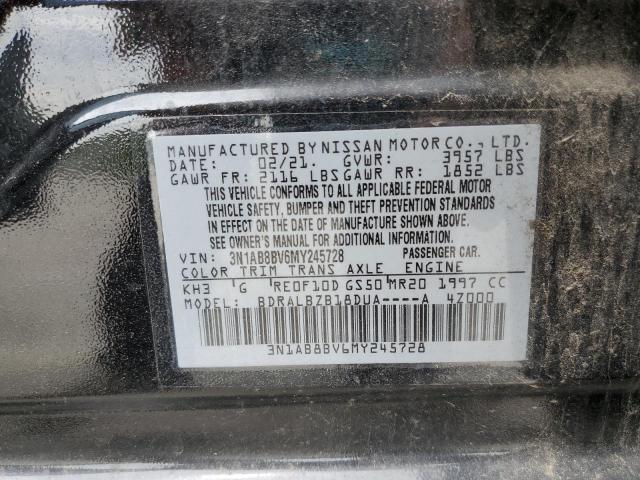 MANUFACTURED BY NISSAN MOTOR CO., LTD.
DATE: 02/21. GVWR: 3957 LBS
GAWR FR: 2116 LBS GAWR RR: 1852 LBS
THIS VEHICLE CONFORMS TO ALL APPLICABLE FEDERAL MOTOR
VEHICLE SAFETY, BUMPER AND THEFT PREVENTION STANDARDS
IN EFFECT ON THE DATE OF MANUFACTURE SHOWN ABOVE.
SEE OWNER'S MANUAL FOR ADDITIONAL INFORMATION.
VIN: 3N1AB8BV6MY245728 PASSENGER CAR.
COLOR TRIM TRANS AXLE ENGINE
KH3 'G RE0F10D GS50 MR20 1997 CC
MODEL: BDRALBZB18DUA----A 4Z000
3N1AB8BV6MY245728